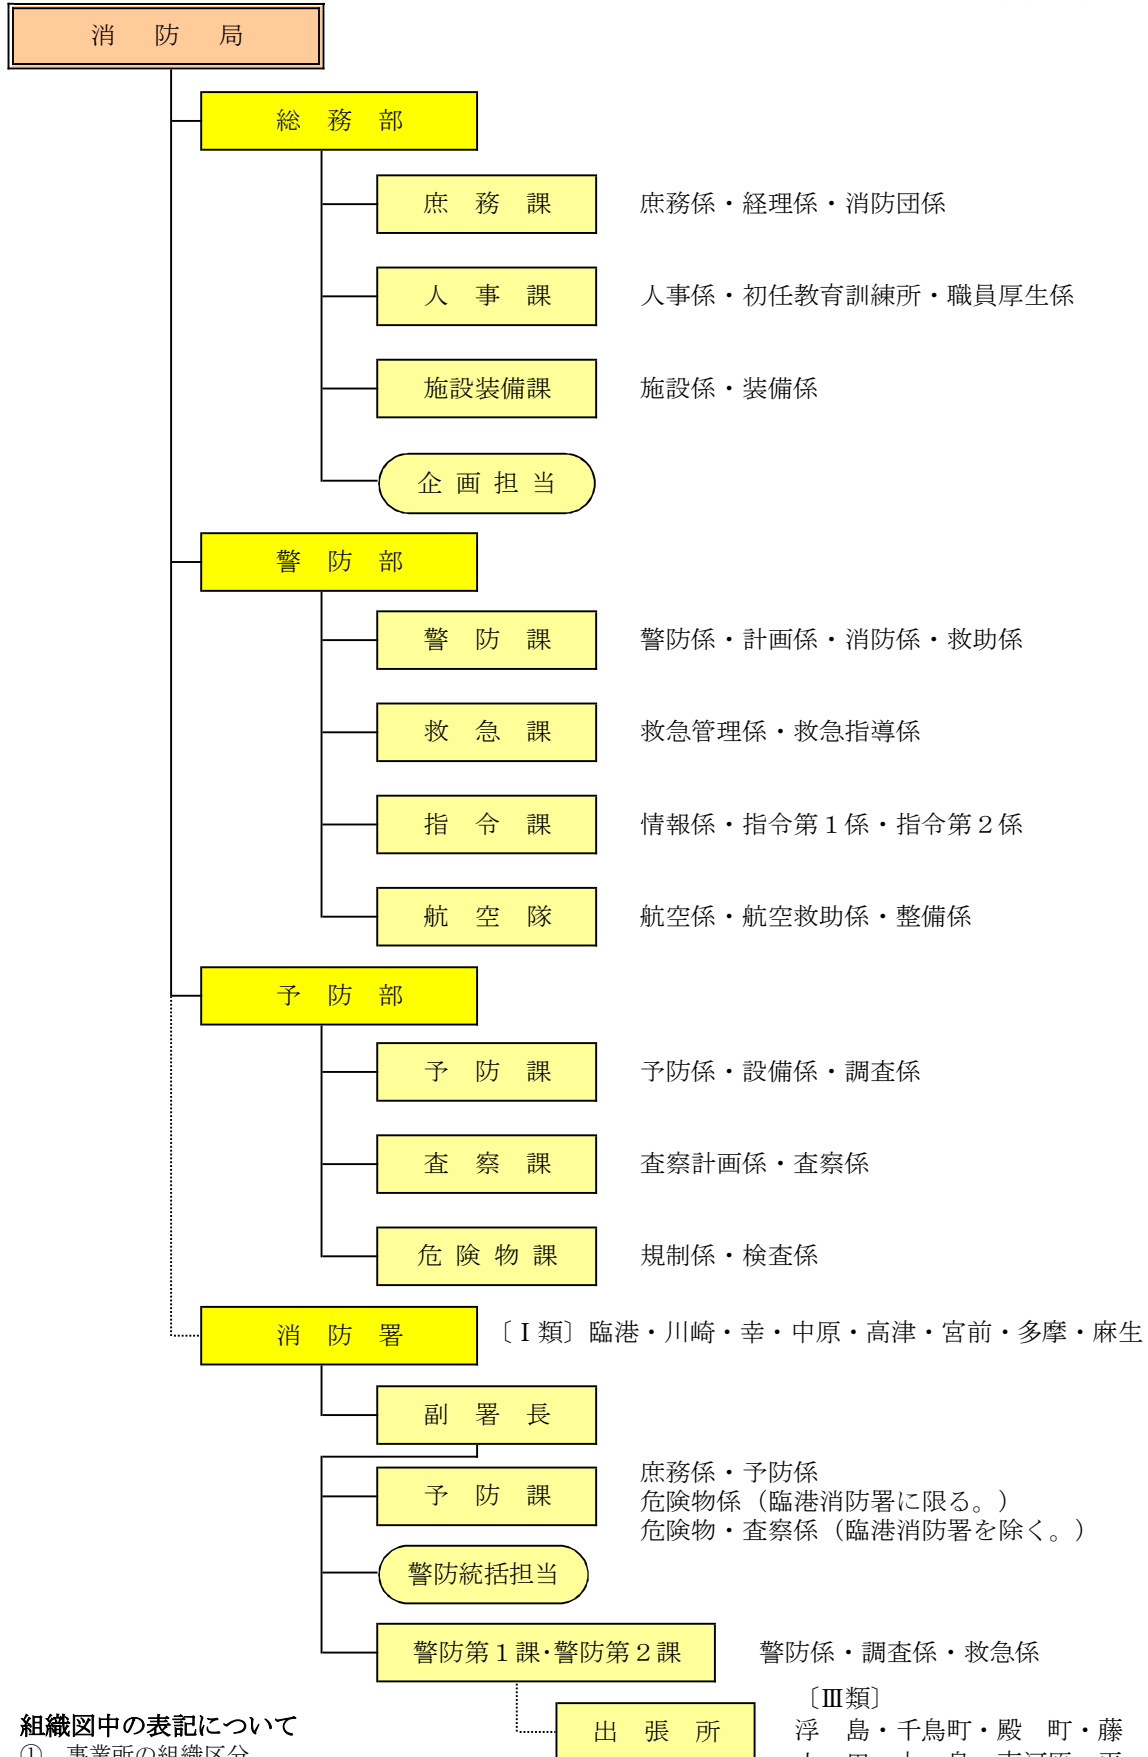 消　防　局
総　務　部
庶　務　課　庶務係・経理係・消防団係
人　事　課　人事係・初任教育訓練所・職員厚生係
施設装備課　施設係・装備係
企 画 担 当
警　防　部
警　防　課　警防係・計画係・消防係・救助係
救　急　課　救急管理係・救急指導係
指　令　課　情報係・指令第１係・指令第２係
航　空　隊　航空係・航空救助係・整備係
予　防　部
予　防　課　予防係・設備係・調査係
査　察　課　査察計画係・査察係
危 険 物 課　規制係・検査係
消　防　署　〔Ⅰ類〕臨港・川崎・幸・中原・高津・宮前・多摩・麻生
副　署　長
予　防　課　庶務係・予防係
危険物係（臨港消防署に限る。）
危険物・査察係（臨港消防署を除く。）
警防統括担当
警防第１課・警防第２課　警防係・調査係・救急係
〔Ⅲ類〕
出　張　所　浮　島・千鳥町・殿　町・藤
組織図中の表記について
①　事業所の組織区分